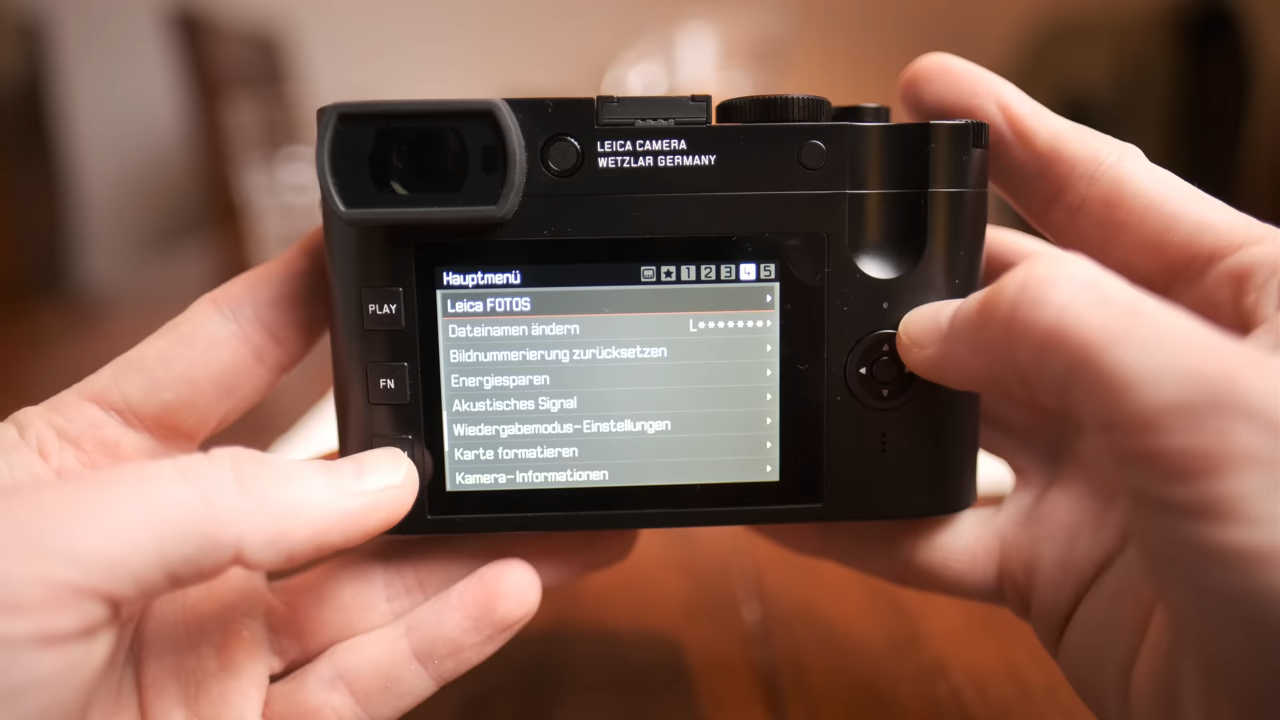 LEICA CAMERA
WETZLAR GERMANY
Hauptmenü 1 2 3 4 5
Leica FOTOS
Dateinamen ändern L*******
Bildnummerierung zurücksetzen
Energiesparen
Akustisches Signal
Wiedergabemodus-Einstellungen
Karte formatieren
Kamera-Informationen
PLAY
FN